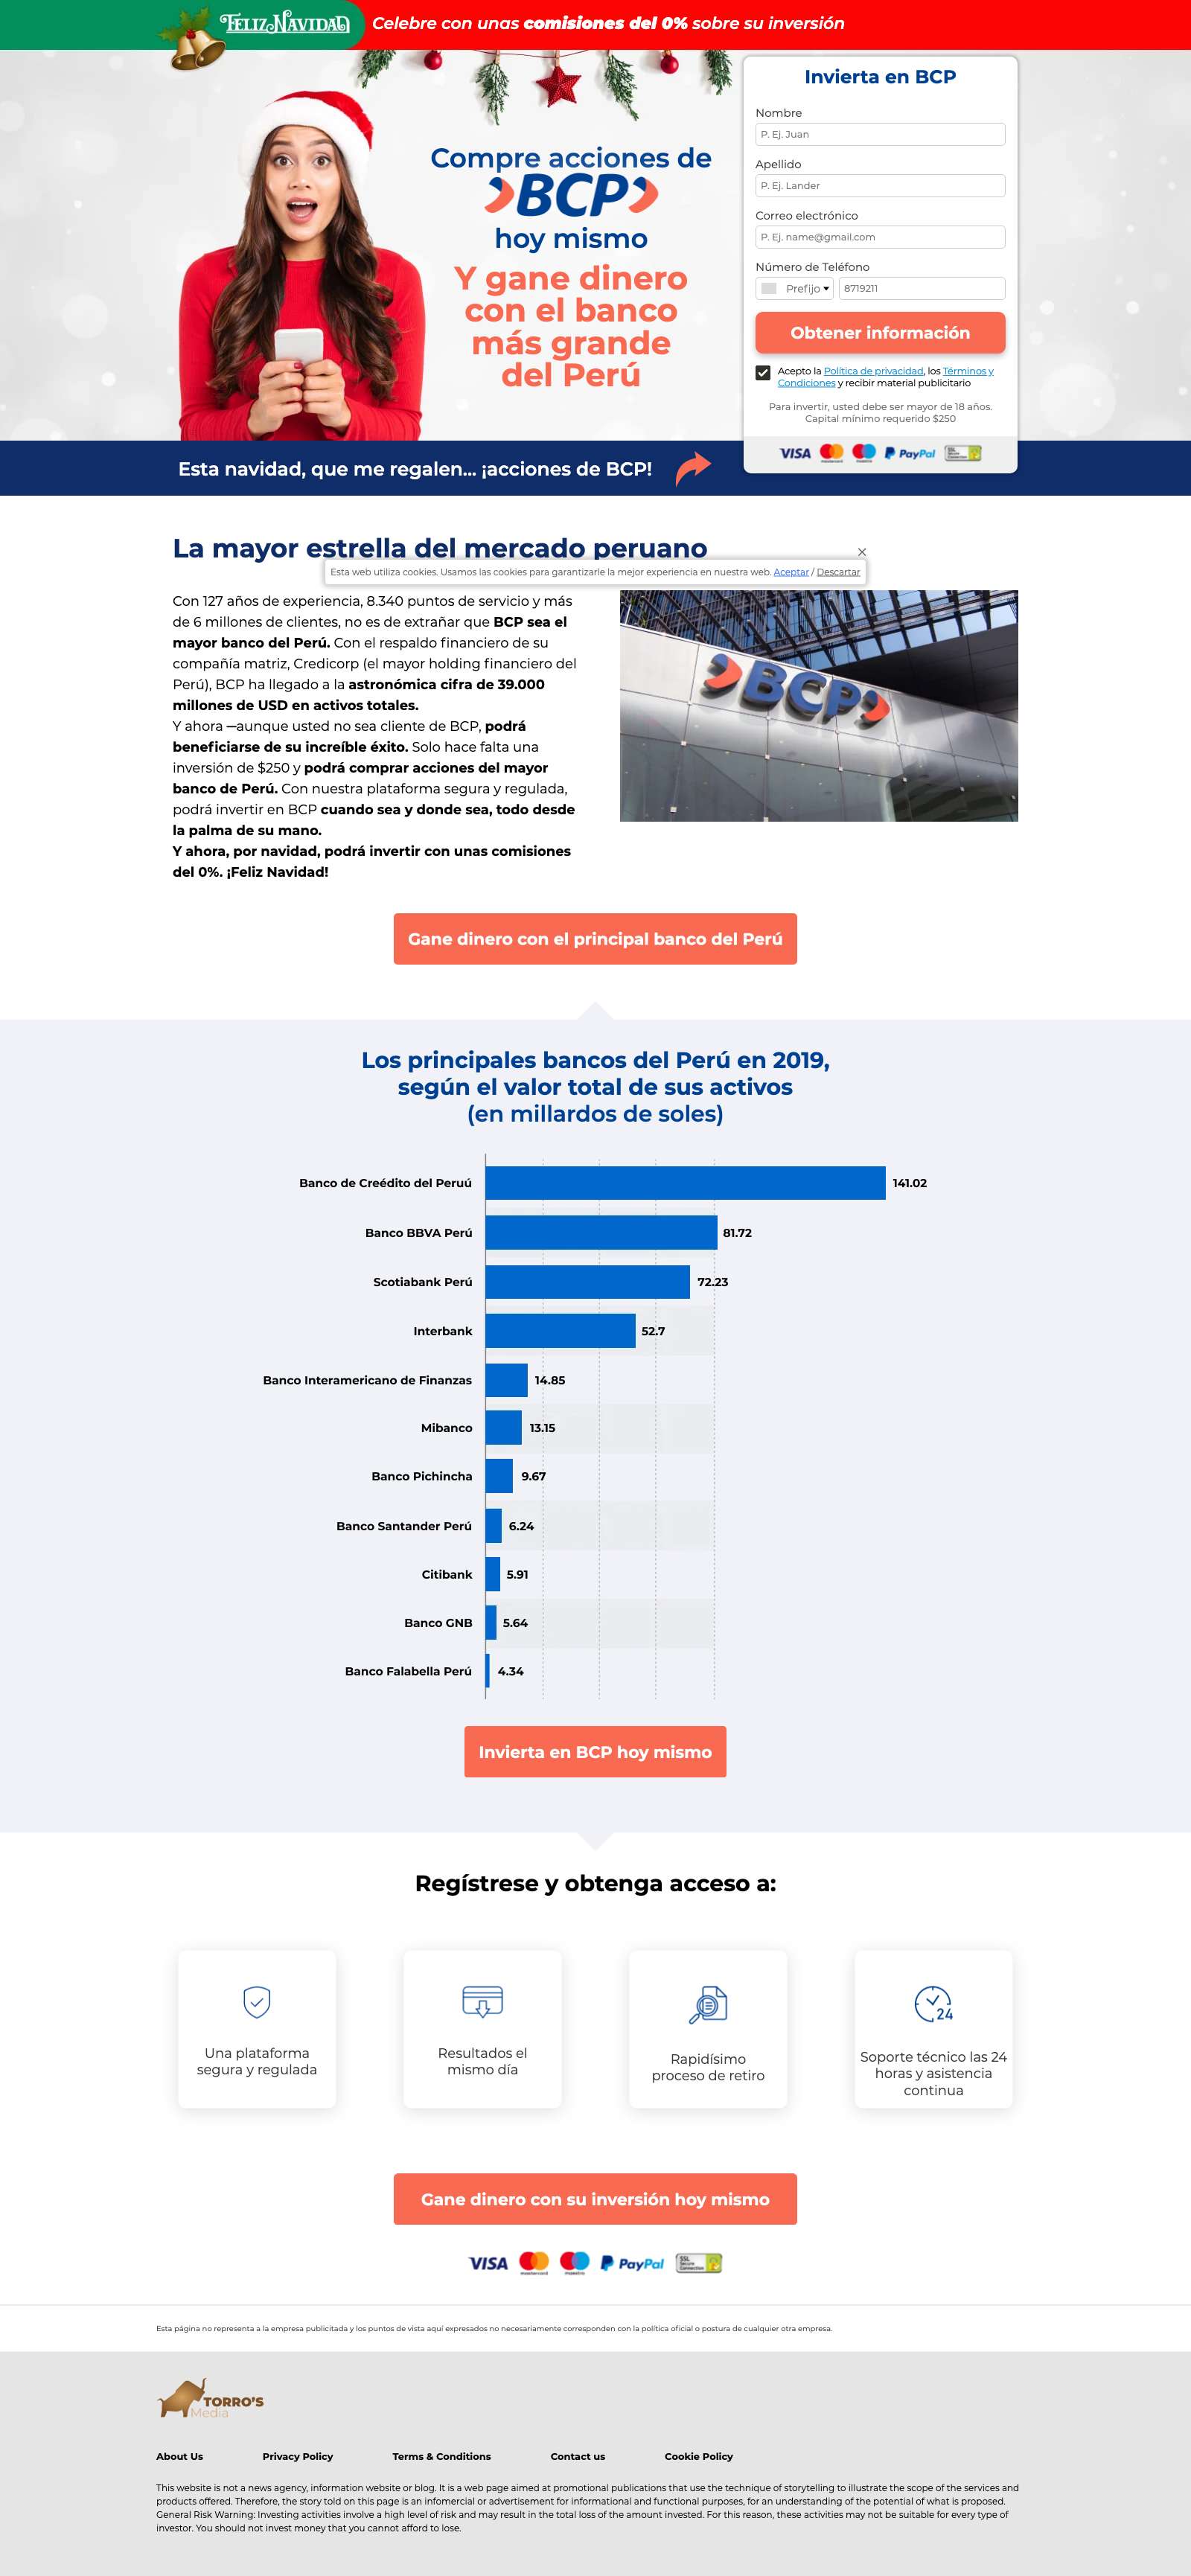 FELIZ NAVIDAD
Celebre con unas comisiones del 0% sobre su inversión
Compre acciones de
BCP
hoy mismo
Y gane dinero
con el banco
más grande
del Perú
Invierta en BCP
Nombre
P. Ej. Juan
Apellido
P. Ej. Lander
Correo electrónico
P. Ej. name@gmail.com
Número de Teléfono
Prefijo 8719211
Obtener información
Acepto la Política de privacidad, los Términos y
Condiciones y recibir material publicitario
Para invertir, usted debe ser mayor de 18 años.
Capital mínimo requerido $250
VISA mastercard maestro PayPal SSL Secure Connection
Esta navidad, que me regalen... ¡acciones de BCP!
La mayor estrella del mercado peruano
Esta web utiliza cookies. Usamos las cookies para garantizarle la mejor experiencia en nuestra web. Aceptar / Descartar
Con 127 años de experiencia, 8.340 puntos de servicio y más
de 6 millones de clientes, no es de extrañar que BCP sea el
mayor banco del Perú. Con el respaldo financiero de su
compañía matriz, Credicorp (el mayor holding financiero del
Perú), BCP ha llegado a la astronómica cifra de 39.000
millones de USD en activos totales.
Y ahora —aunque usted no sea cliente de BCP, podrá
beneficiarse de su increíble éxito. Solo hace falta una
inversión de $250 y podrá comprar acciones del mayor
banco de Perú. Con nuestra plataforma segura y regulada,
podrá invertir en BCP cuando sea y donde sea, todo desde
la palma de su mano.
Y ahora, por navidad, podrá invertir con unas comisiones
del 0%. ¡Feliz Navidad!
BCP
Gane dinero con el principal banco del Perú
Los principales bancos del Perú en 2019,
según el valor total de sus activos
(en millardos de soles)
Banco de Creédito del Peruú 141.02
Banco BBVA Perú 81.72
Scotiabank Perú 72.23
Interbank 52.7
Banco Interamericano de Finanzas 14.85
Mibanco 13.15
Banco Pichincha 9.67
Banco Santander Perú 6.24
Citibank 5.91
Banco GNB 5.64
Banco Falabella Perú 4.34
Invierta en BCP hoy mismo
Regístrese y obtenga acceso a:
Una plataforma
segura y regulada
Resultados el
mismo día
Rapidísimo
proceso de retiro
24
Soporte técnico las 24
horas y asistencia
continua
Gane dinero con su inversión hoy mismo
VISA mastercard maestro PayPal SSL Secure Connection
Esta página no representa a la empresa publicitada y los puntos de vista aquí expresados no necesariamente corresponden con la política oficial o postura de cualquier otra empresa.
TORRO'S
Media
About Us Privacy Policy Terms & Conditions Contact us Cookie Policy
This website is not a news agency, information website or blog. It is a web page aimed at promotional publications that use the technique of storytelling to illustrate the scope of the services and
products offered. Therefore, the story told on this page is an infomercial or advertisement for informational and functional purposes, for an understanding of the potential of what is proposed.
General Risk Warning: Investing activities involve a high level of risk and may result in the total loss of the amount invested. For this reason, these activities may not be suitable for every type of
investor. You should not invest money that you cannot afford to lose.